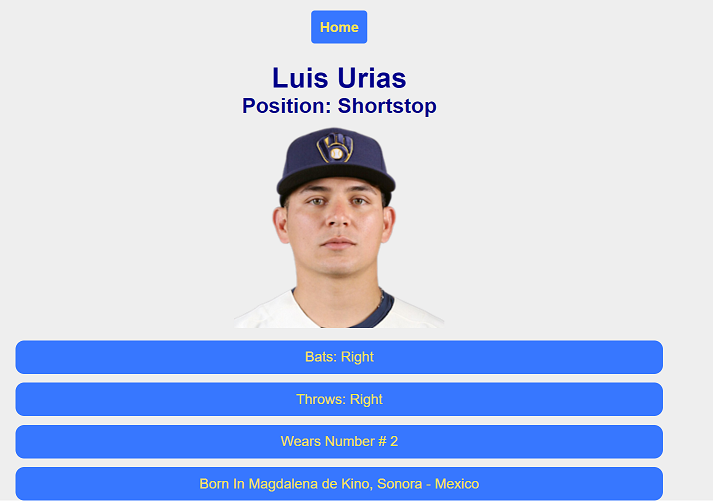 Home
Luis Urias
Position: Shortstop
Bats: Right
Throws: Right
Wears Number # 2
Born In Magdalena de Kino, Sonora - Mexico